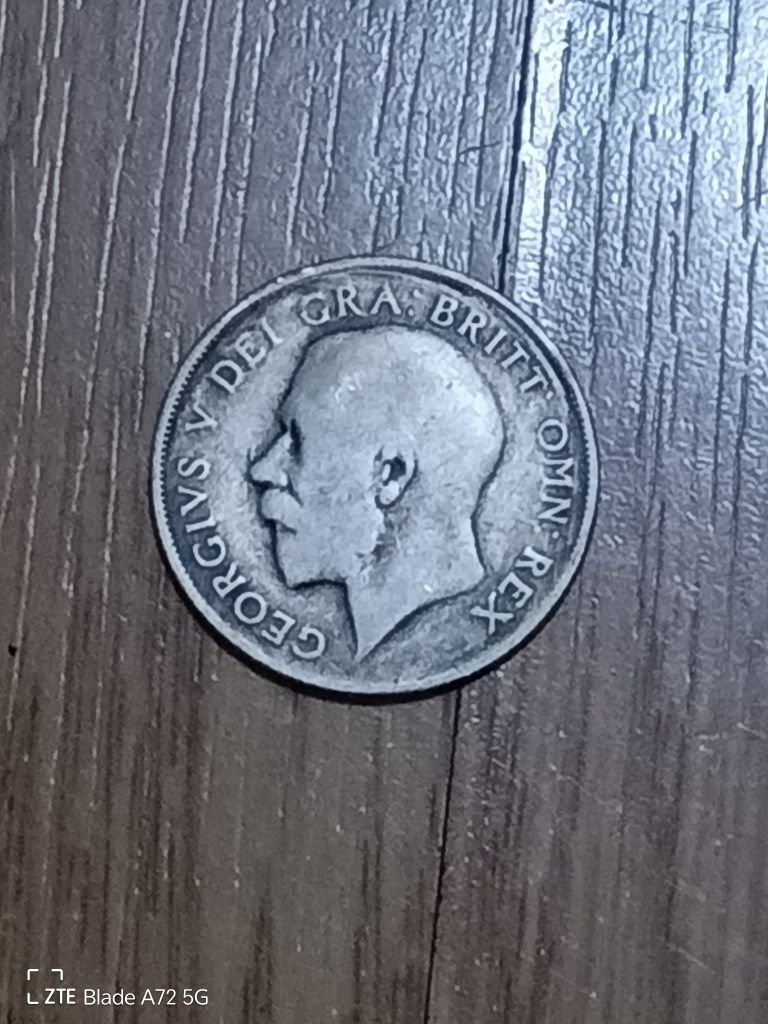 GEORGIVS V DEI GRA: BRITT: OMN: REX
ZTE Blade A72 5G